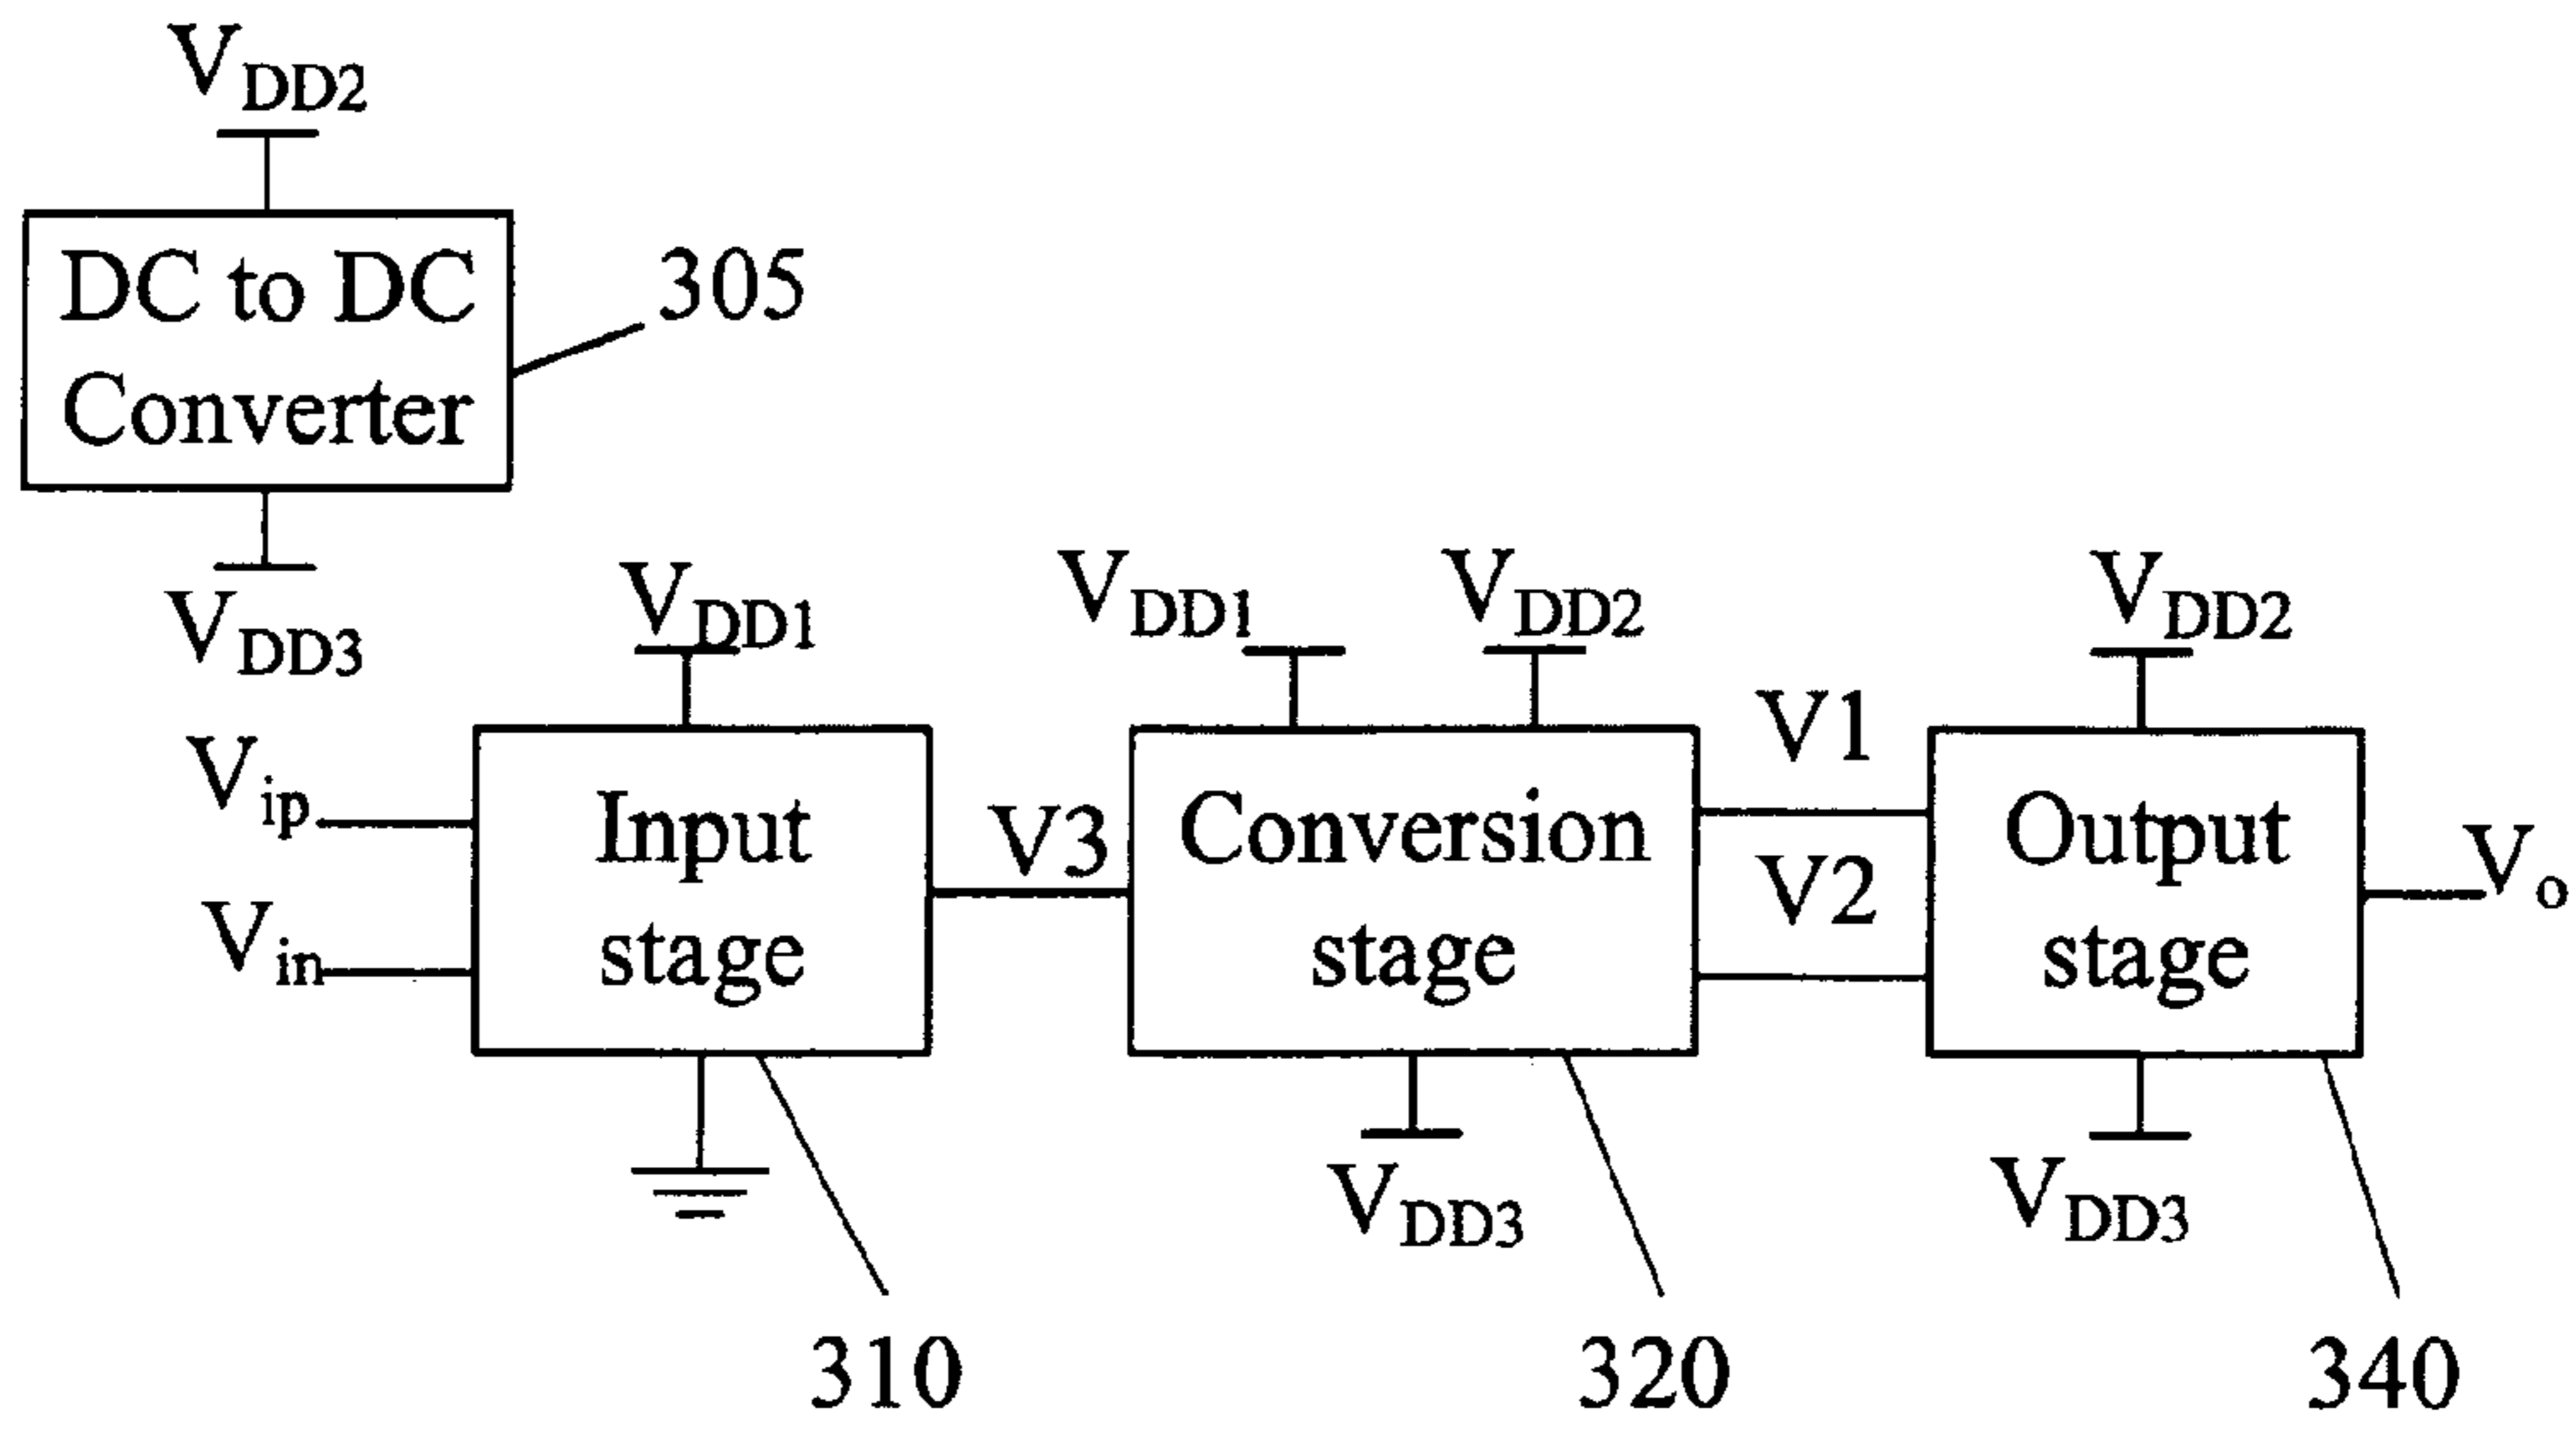 VDD2
DC to DC
Converter
305
VDD3
VDD1
VDD1
VDD2
VDD2
Vip
Vin
Input
stage
V3
Conversion
stage
V1
V2
Output
stage
Vo
VDD3
VDD3
310
320
340